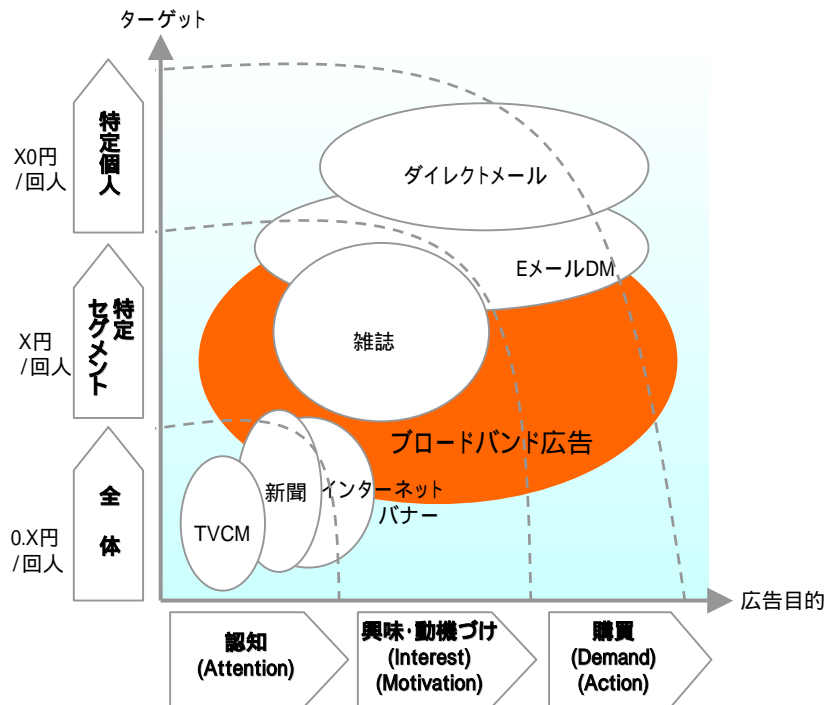 ターゲット
特定個人
X0円
/回人
ダイレクトメール
EメールDM
特定
セグメント
X円
/回人
雑誌
ブロードバンド広告
全体
0.X円
/回人
新聞
インターネット
バナー
TVCM
広告目的
認知
(Attention)
興味・動機づけ
(Interest)
(Motivation)
購買
(Demand)
(Action)